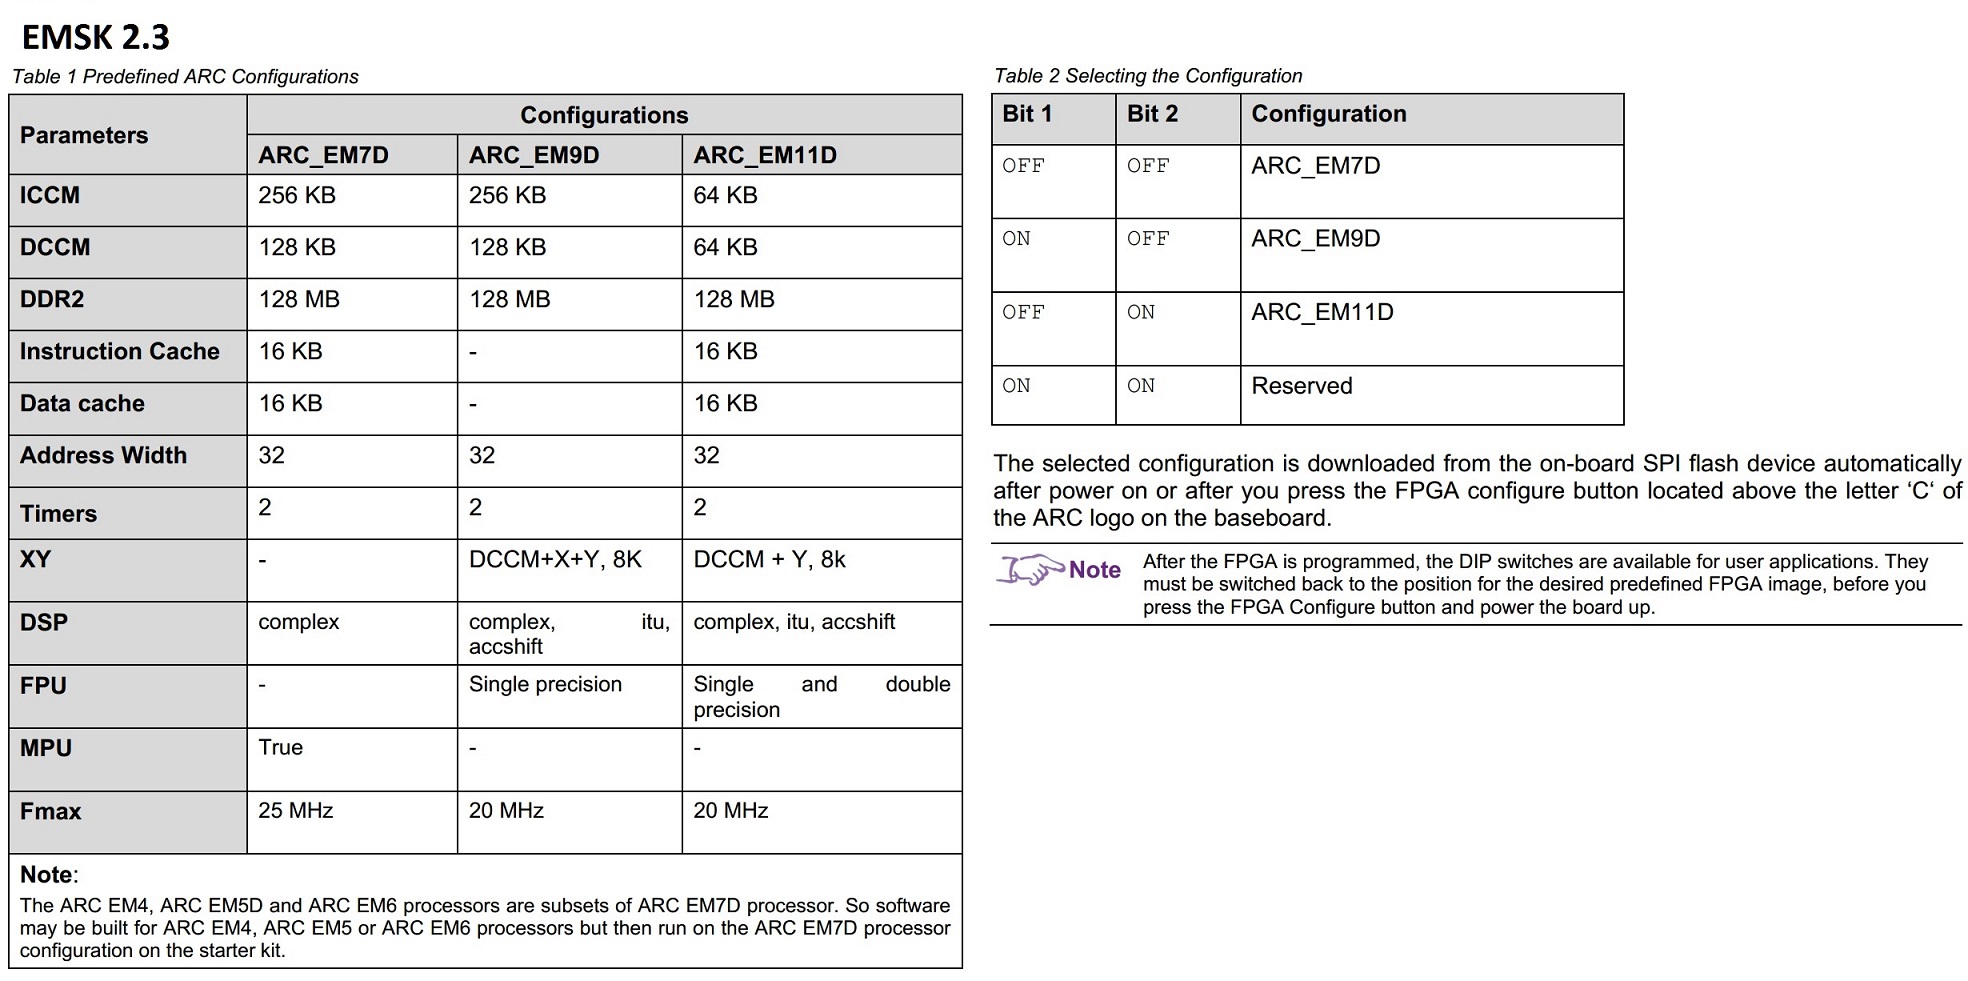 EMSK 2.3
Table 1 Predefined ARC Configurations
Parameters
Configurations
ARC_EM7D ARC_EM9D ARC_EM11D
ICCM 256 KB 256 KB 64 KB
DCCM 128 KB 128 KB 64 KB
DDR2 128 MB 128 MB 128 MB
Instruction Cache 16 KB - 16 KB
Data cache 16 KB - 16 KB
Address Width 32 32 32
Timers 2 2 2
XY - DCCM+X+Y, 8K DCCM + Y, 8k
DSP complex complex, itu, accshift complex, itu, accshift
FPU - Single precision Single and double precision
MPU True - -
Fmax 25 MHz 20 MHz 20 MHz
Note:
The ARC EM4, ARC EM5D and ARC EM6 processors are subsets of ARC EM7D processor. So software
may be built for ARC EM4, ARC EM5 or ARC EM6 processors but then run on the ARC EM7D processor
configuration on the starter kit.
Table 2 Selecting the Configuration
Bit 1 Bit 2 Configuration
OFF OFF ARC_EM7D
ON OFF ARC_EM9D
OFF ON ARC_EM11D
ON ON Reserved
The selected configuration is downloaded from the on-board SPI flash device automatically
after power on or after you press the FPGA configure button located above the letter ‘C‘ of
the ARC logo on the baseboard.
Note
After the FPGA is programmed, the DIP switches are available for user applications. They
must be switched back to the position for the desired predefined FPGA image, before you
press the FPGA Configure button and power the board up.